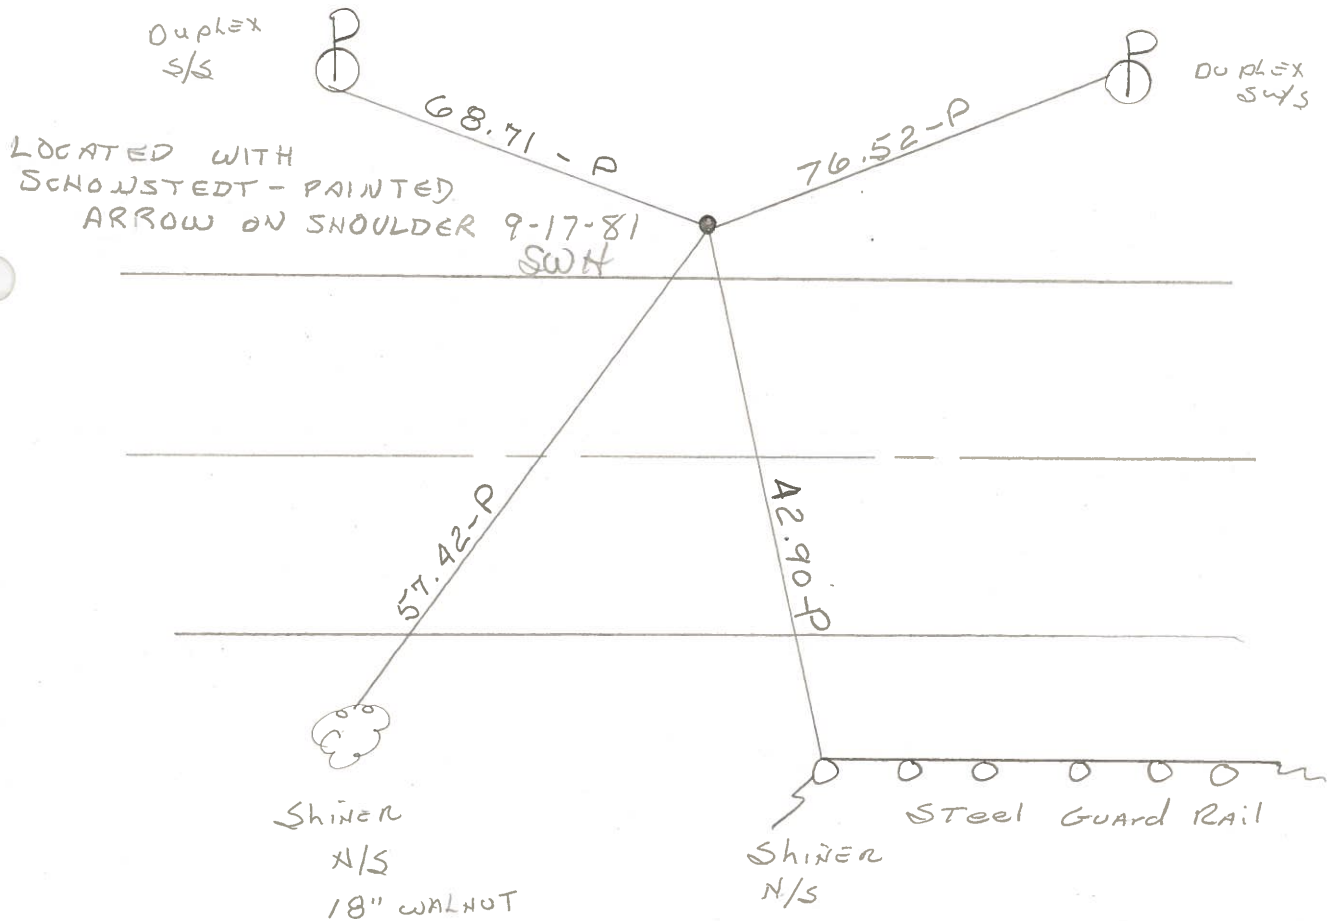 DupLEX
S/S
P
68.71 - P
P
DupLEX
SW/S
76.52-P
LOCATED WITH
SCHONSTEDT - PAINTED
ARROW ON SHOULDER 9-17-81
SWH
57.42-P
42.90-P
ShiNER
N/S
18" WALNUT
ShiNER
N/S
STeel GuArd RAil